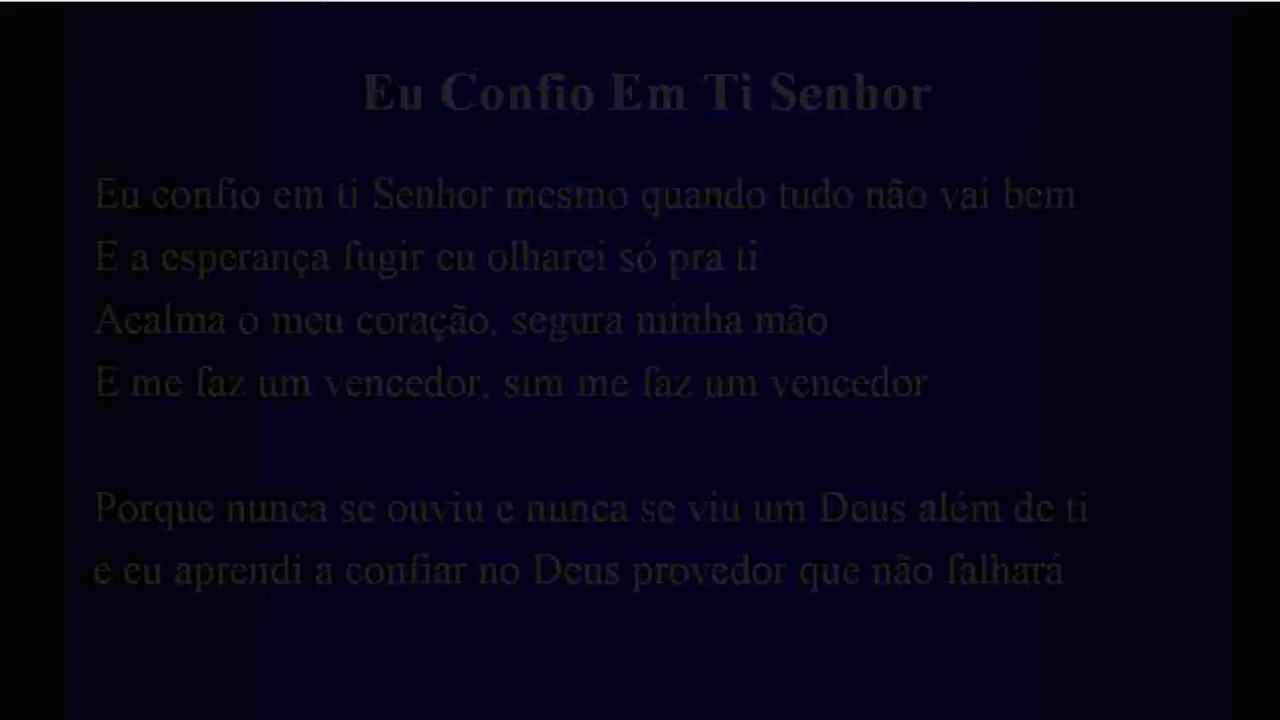 Eu Confio Em Ti Senhor
Eu confio em ti Senhor mesmo quando tudo não vai bem
E a esperança fugir eu olharei só pra ti
Acalma o meu coração, segura minha mão
E me faz um vencedor, sim me faz um vencedor
Porque nunca se ouviu e nunca se viu um Deus além de ti
e eu aprendi a confiar no Deus provedor que não falhará